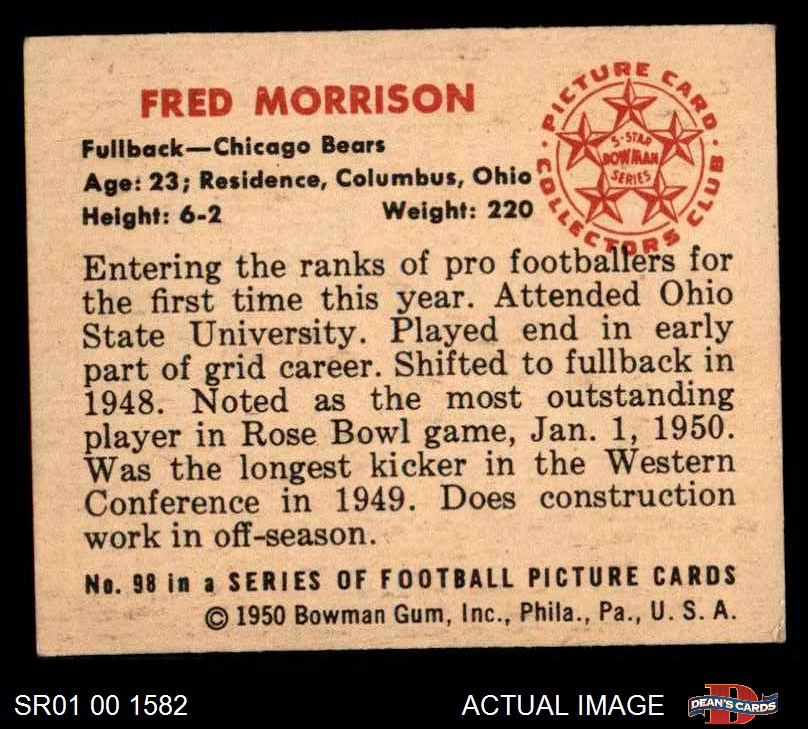 FRED MORRISON
Fullback—Chicago Bears
Age: 23; Residence, Columbus, Ohio
Height: 6-2 Weight: 220
PICTURE CARD
COLLECTORS CLUB
5-STAR
BOWMAN
SERIES
Entering the ranks of pro footballers for
the first time this year. Attended Ohio
State University. Played end in early
part of grid career. Shifted to fullback in
1948. Noted as the most outstanding
player in Rose Bowl game, Jan. 1, 1950.
Was the longest kicker in the Western
Conference in 1949. Does construction
work in off-season.
No. 98 in a SERIES OF FOOTBALL PICTURE CARDS
© 1950 Bowman Gum, Inc., Phila., Pa., U. S. A.
SR01 00 1582
ACTUAL IMAGE
D
DEAN'S CARDS